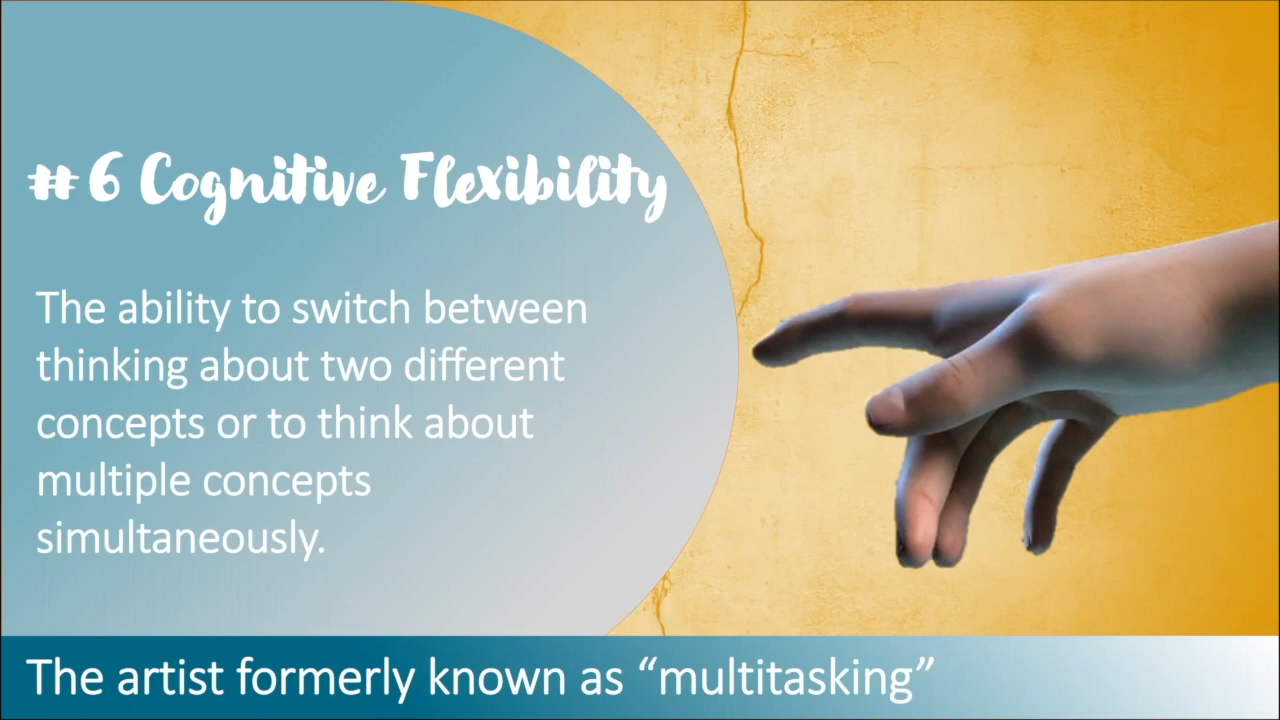 #6 Cognitive Flexibility
The ability to switch between
thinking about two different
concepts or to think about
multiple concepts
simultaneously.
The artist formerly known as “multitasking”